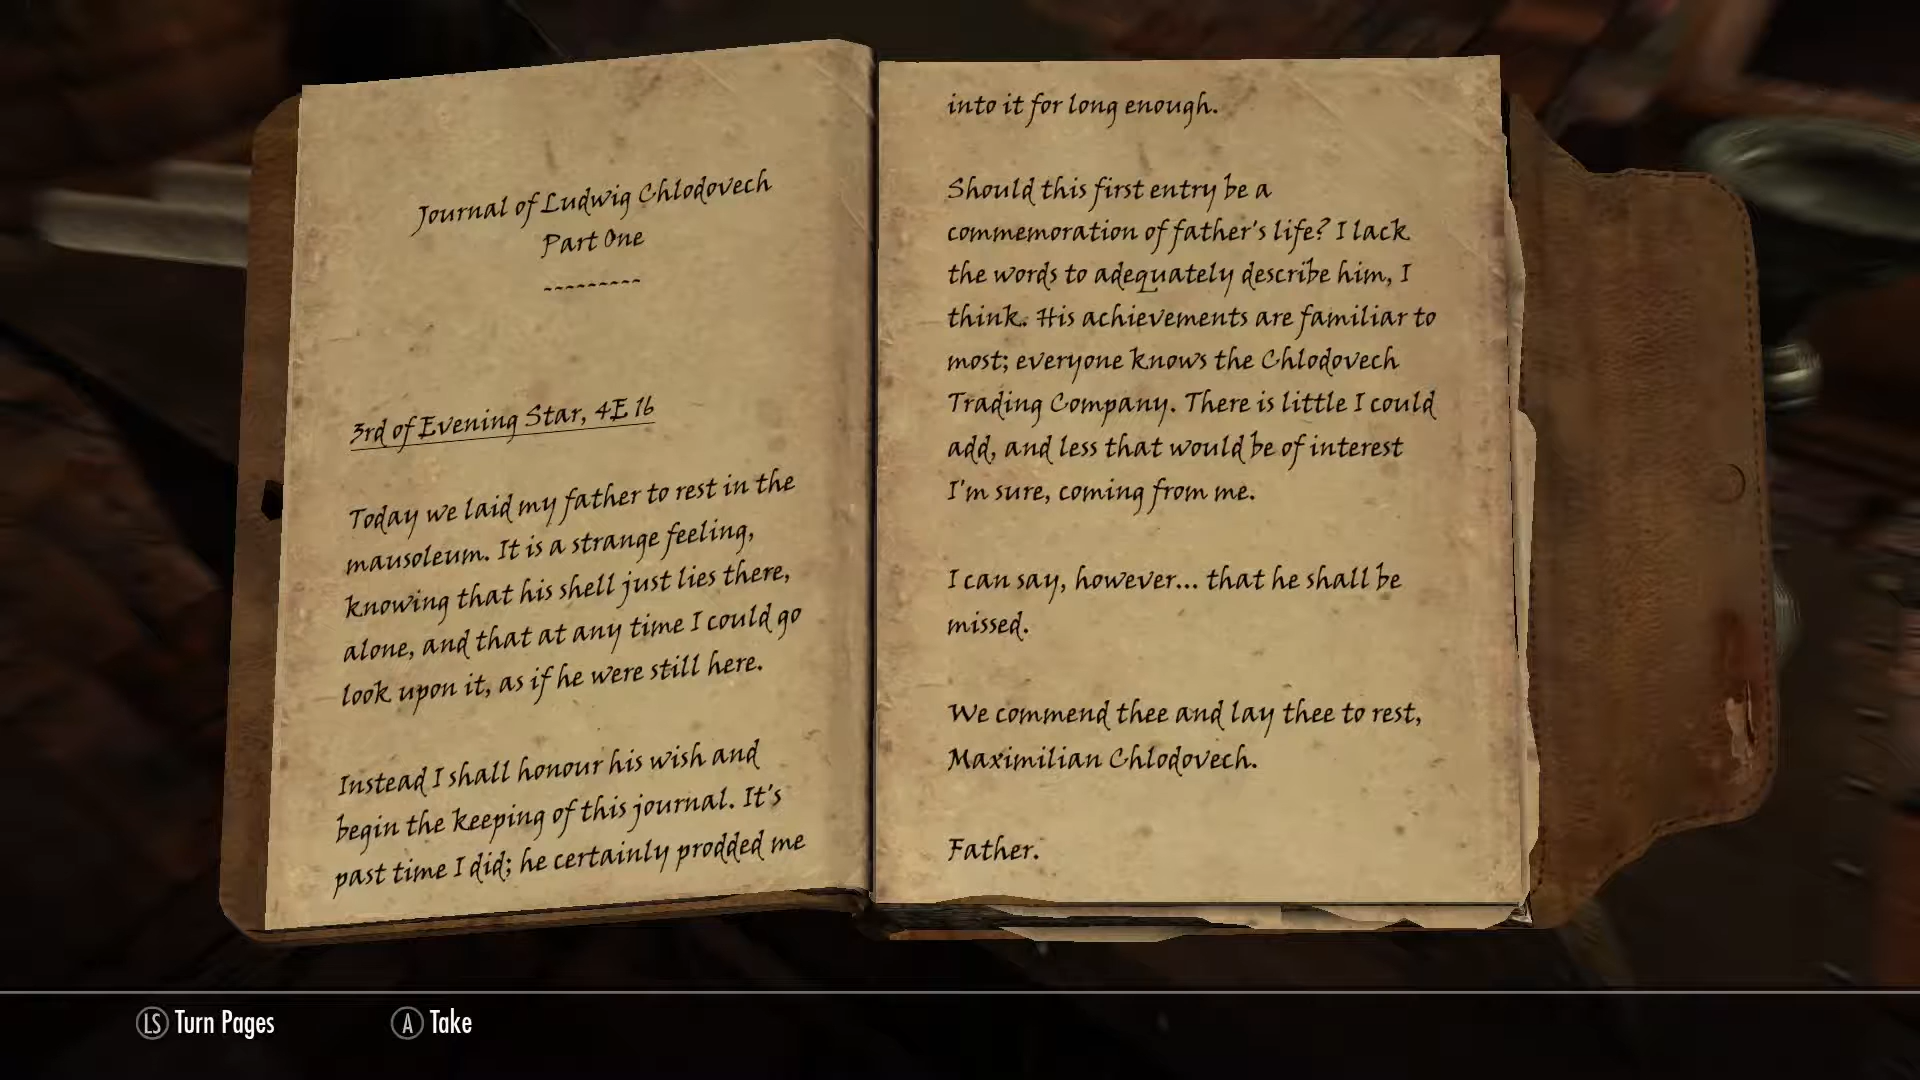 Journal of Ludwig Chlodovech
Part One
~~~~~~~~~
3rd of Evening Star, 4E 16
Today we laid my father to rest in the
mausoleum. It is a strange feeling,
knowing that his shell just lies there,
alone, and that at any time I could go
look upon it, as if he were still here.
Instead I shall honour his wish and
begin the keeping of this journal. It's
past time I did; he certainly prodded me
into it for long enough.
Should this first entry be a
commemoration of father's life? I lack
the words to adequately describe him, I
think. His achievements are familiar to
most; everyone knows the Chlodovech
Trading Company. There is little I could
add, and less that would be of interest
I'm sure, coming from me.
I can say, however... that he shall be
missed.
We commend thee and lay thee to rest,
Maximilian Chlodovech.
Father.
LS Turn Pages
A Take